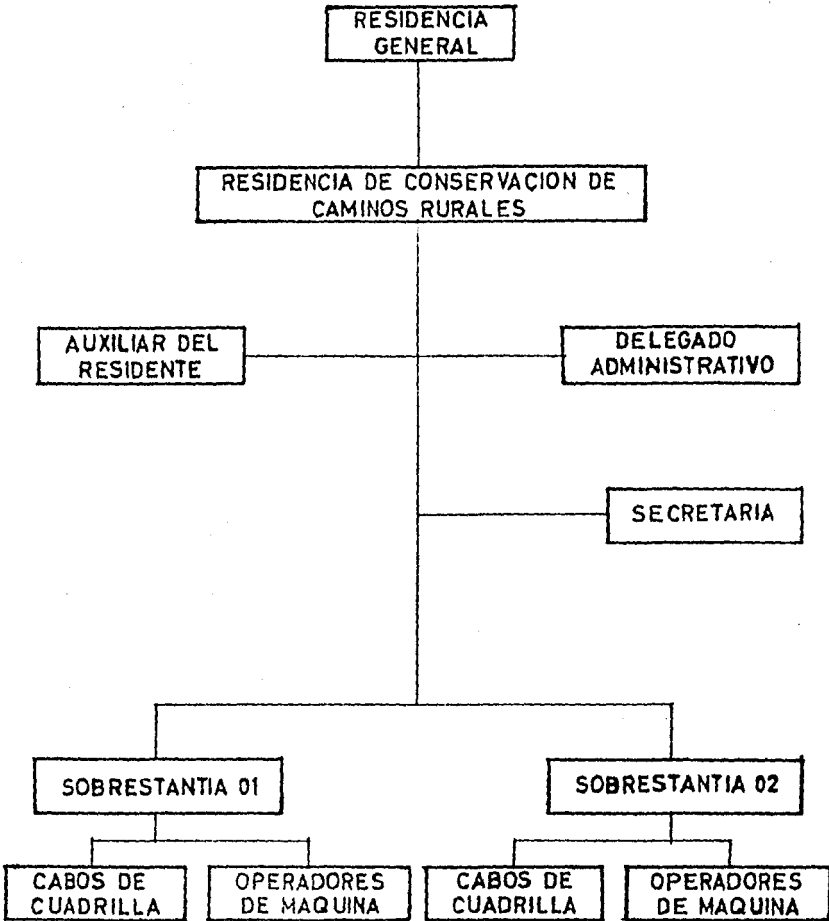 RESIDENCIA
GENERAL
RESIDENCIA DE CONSERVACION DE
CAMINOS RURALES
AUXILIAR DEL
RESIDENTE
DELEGADO
ADMINISTRATIVO
SECRETARIA
SOBRESTANTIA 01
SOBRESTANTIA 02
CABOS DE
CUADRILLA
OPERADORES
DE MAQUINA
CABOS DE
CUADRILLA
OPERADORES
DE MAQUINA